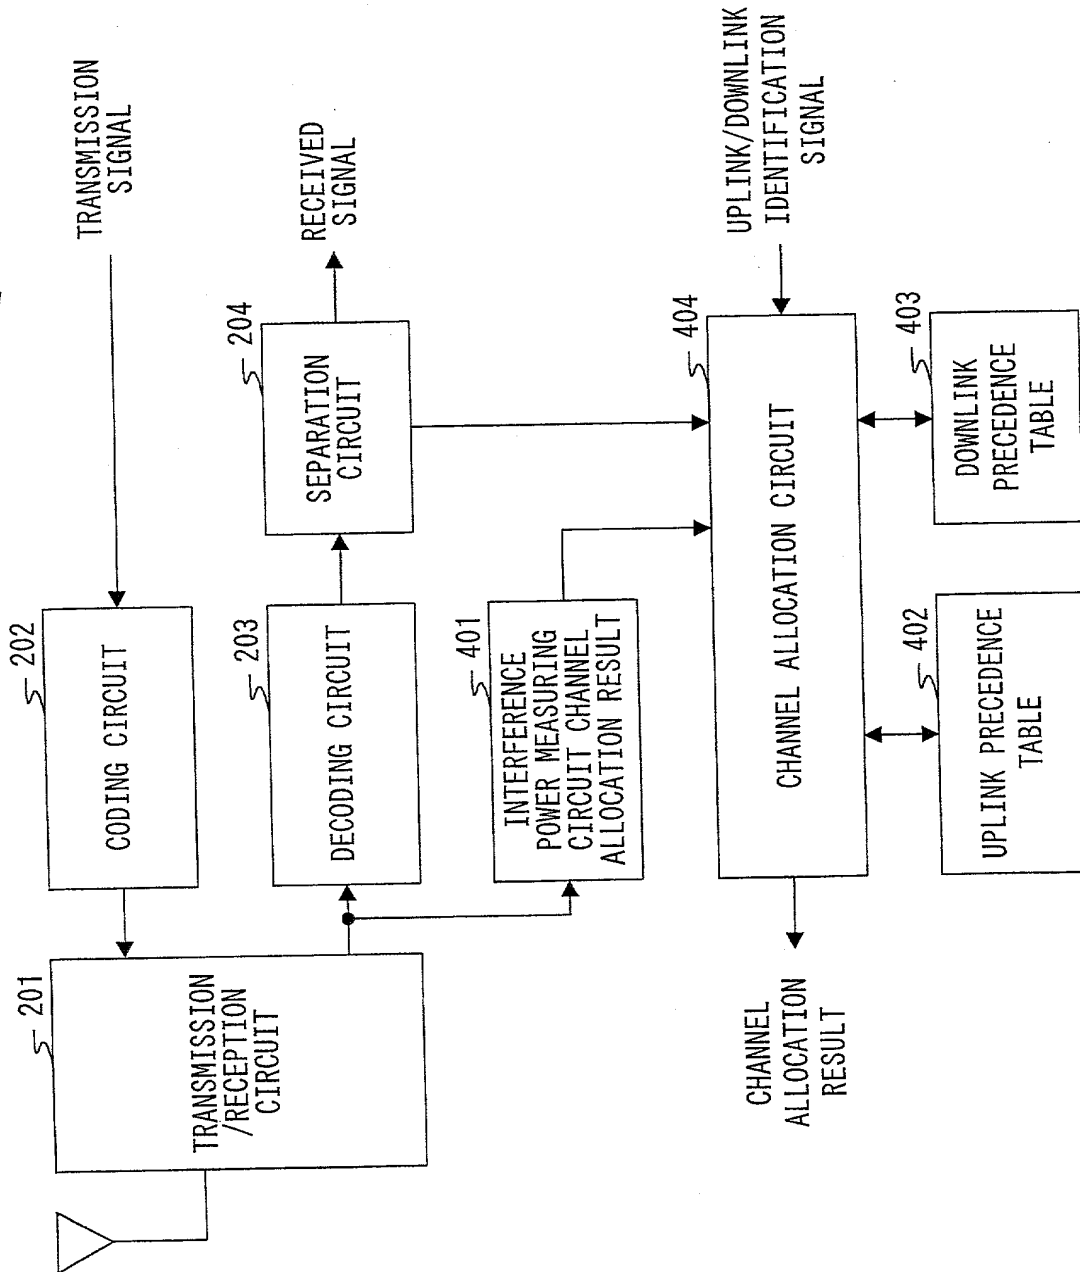 201
TRANSMISSION
/RECEPTION
CIRCUIT
202
CODING CIRCUIT
TRANSMISSION
SIGNAL
203
DECODING CIRCUIT
204
SEPARATION
CIRCUIT
RECEIVED
SIGNAL
401
INTERFERENCE
POWER MEASURING
CIRCUIT CHANNEL
ALLOCATION RESULT
404
CHANNEL ALLOCATION CIRCUIT
UPLINK/DOWNLINK
IDENTIFICATION
SIGNAL
CHANNEL
ALLOCATION
RESULT
402
UPLINK PRECEDENCE
TABLE
403
DOWNLINK
PRECEDENCE
TABLE